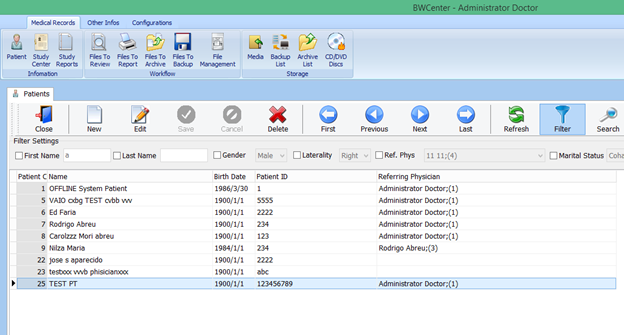 BWCenter - Administrator Doctor
Medical Records Other Infos Configurations
Patient Study Center Study Reports Files To Review Files To Report Files To Archive Files To Backup File Management Media Backup List Archive List CD/DVD Discs
Infomation Workflow Storage
Patients
Close New Edit Save Cancel Delete First Previous Next Last Refresh Filter Search
Filter Settings
First Name a Last Name Gender Male Laterality Right Ref. Phys 11 11;(4) Marital Status Coha
Patient C Name Birth Date Patient ID Referring Physician
1 OFFLINE System Patient 1986/3/30 1 Administrator Doctor;(1)
5 VAIO cxbg TEST cvbb vvv 1900/1/1 5555 Administrator Doctor;(1)
6 Ed Faria 1900/1/1 2222 Administrator Doctor;(1)
7 Rodrigo Abreu 1900/1/1 234 Administrator Doctor;(1)
8 Carolzzz Mori abreu 1900/1/1 123 Administrator Doctor;(1)
9 Nilza Maria 1984/1/1 234 Rodrigo Abreu;(3)
22 jose s aparecido 1900/1/1 2222
23 tesbxxx vvvb phisicianxxx 1900/1/1 abc
25 TEST PT 1900/1/1 123456789 Administrator Doctor;(1)